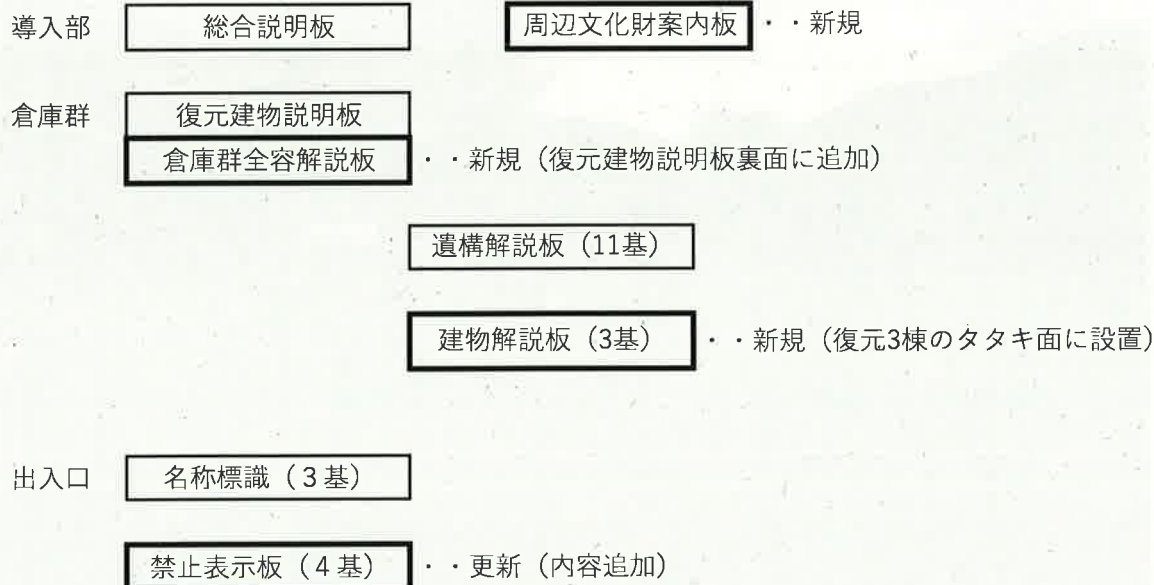 導入部 総合説明板 周辺文化財案内板 ・・新規
倉庫群 復元建物説明板
倉庫群全容解説板 ・・新規（復元建物説明板裏面に追加）
遺構解説板（11基）
建物解説板（3基） ・・新規（復元3棟のタタキ面に設置）
出入口 名称標識（３基）
禁止表示板（４基） ・・更新（内容追加）